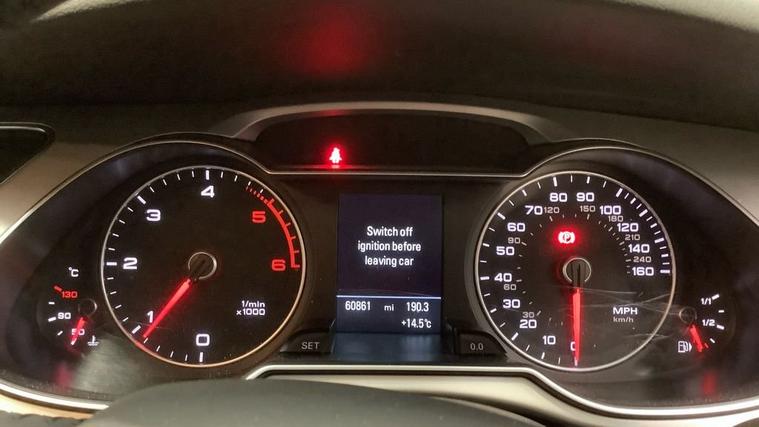 Switch off
ignition before
leaving car
60861 mi 190.3
+14.5°C
0
1
2
3
4
5
6
1/min
x1000
°C
130
90
50
SET
0.0
0
10
20
30
40
50
60
70
80
90
100
120
140
160
30
60
90
120
150
180
210
240
MPH
km/h
1/1
1/2
(P)